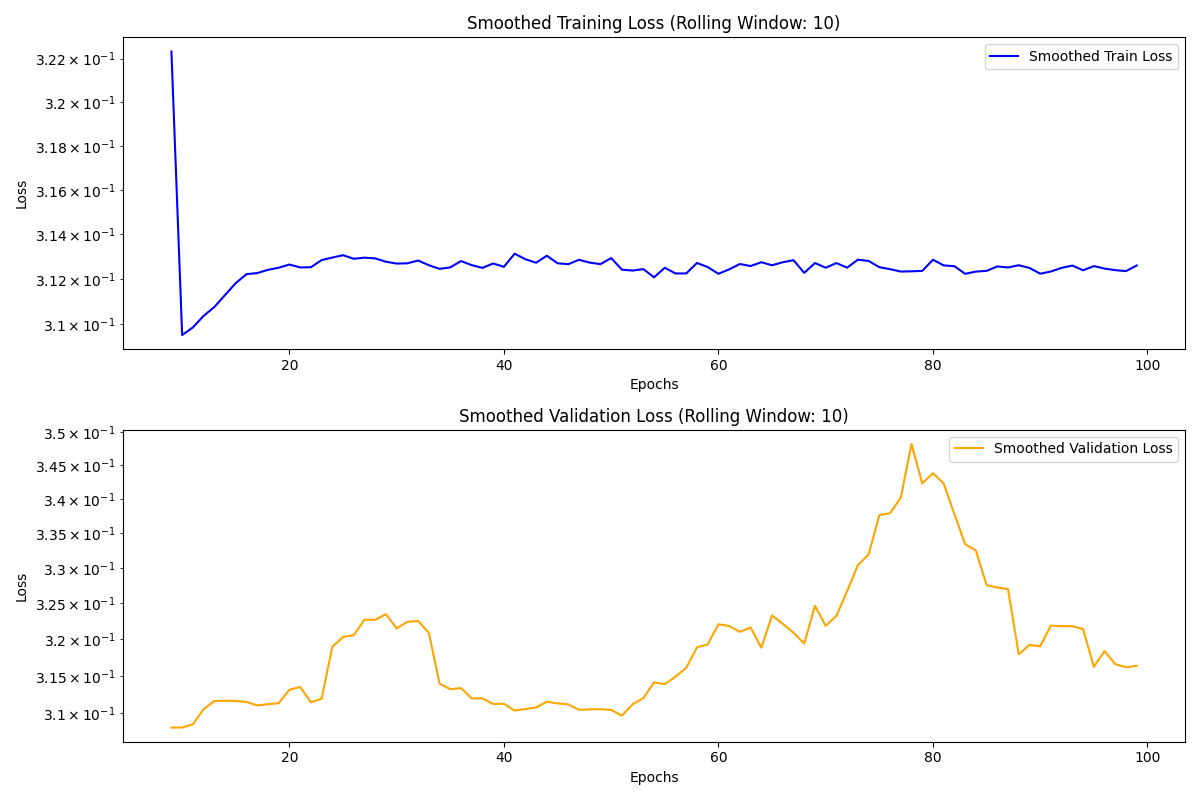 Smoothed Training Loss (Rolling Window: 10)
Smoothed Train Loss
3.22 × 10⁻¹
3.2 × 10⁻¹
3.18 × 10⁻¹
3.16 × 10⁻¹
3.14 × 10⁻¹
3.12 × 10⁻¹
3.1 × 10⁻¹
Loss
20 40 60 80 100
Epochs
Smoothed Validation Loss (Rolling Window: 10)
Smoothed Validation Loss
3.5 × 10⁻¹
3.45 × 10⁻¹
3.4 × 10⁻¹
3.35 × 10⁻¹
3.3 × 10⁻¹
3.25 × 10⁻¹
3.2 × 10⁻¹
3.15 × 10⁻¹
3.1 × 10⁻¹
Loss
20 40 60 80 100
Epochs